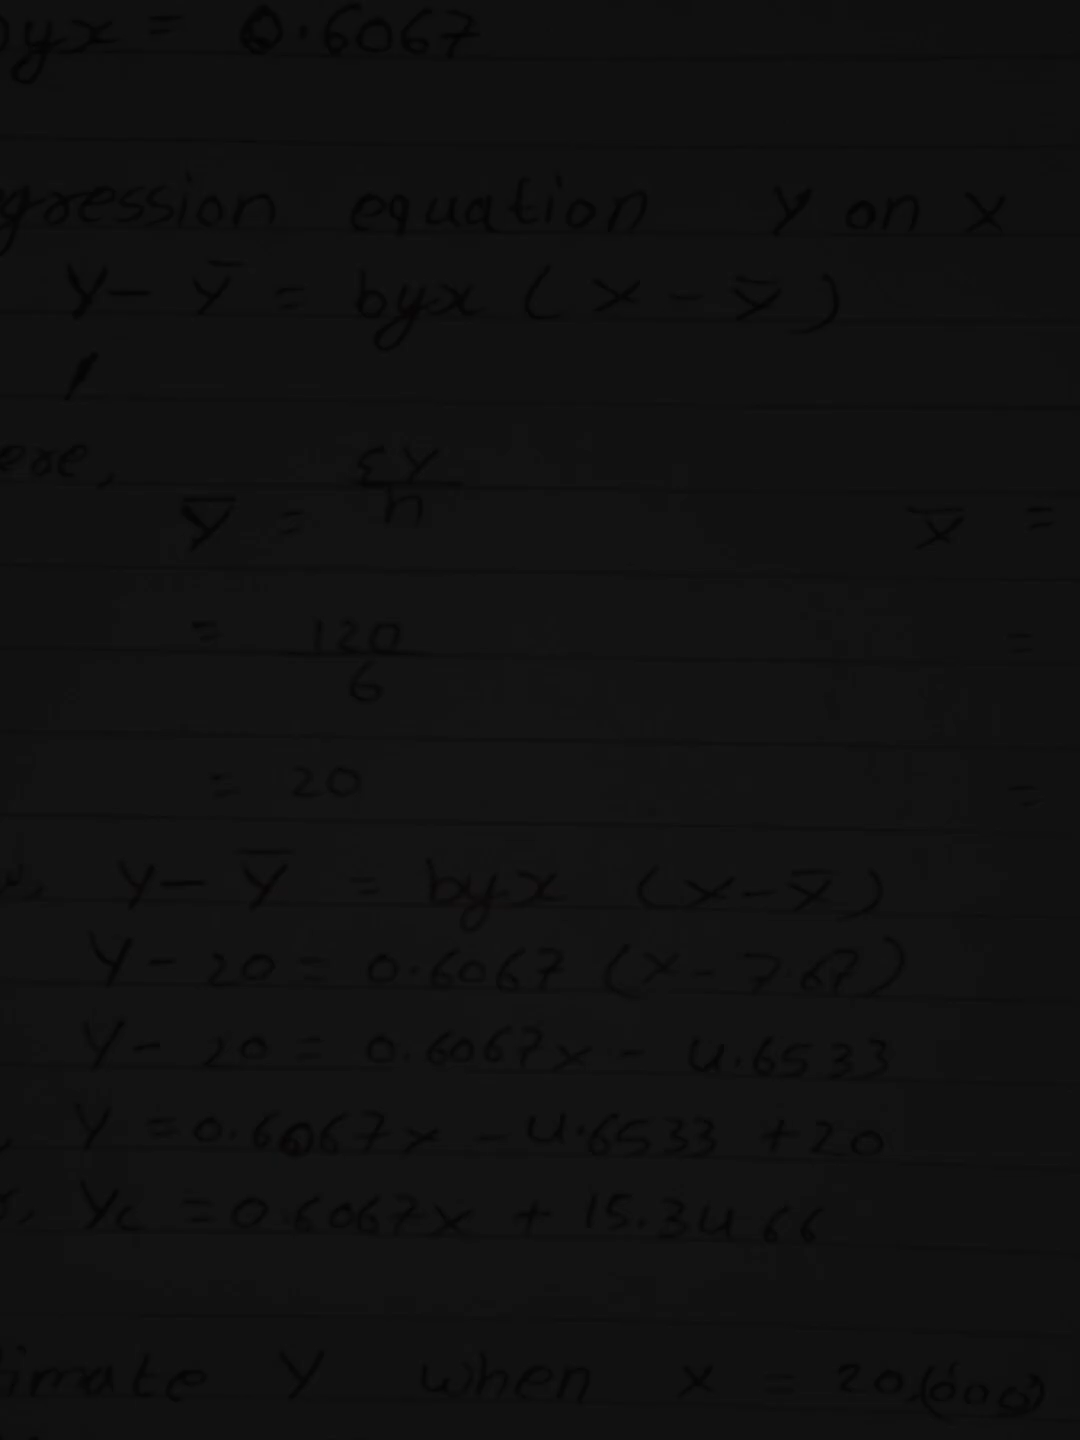 byx = 0.6067
gression equation Y on X
Y - Y̅ = byx (X - X̅)
ere,
Y̅ = ΣY/n X̅ =
= 120/6 =
= 20 =
w, Y - Y̅ = byx (X - X̅)
Y - 20 = 0.6067 (X - 7.67)
Y - 20 = 0.6067x - 4.6533
, Y = 0.6067x - 4.6533 + 20
r, Yc = 0.6067x + 15.3466
imate Y when X = 20,(000)